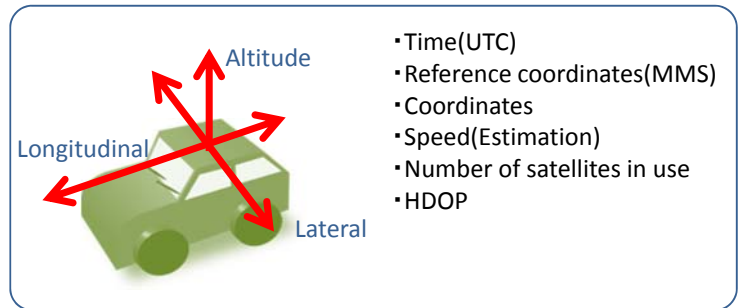 Altitude
Longitudinal
Lateral
・Time(UTC)
・Reference coordinates(MMS)
・Coordinates
・Speed(Estimation)
・Number of satellites in use
・HDOP